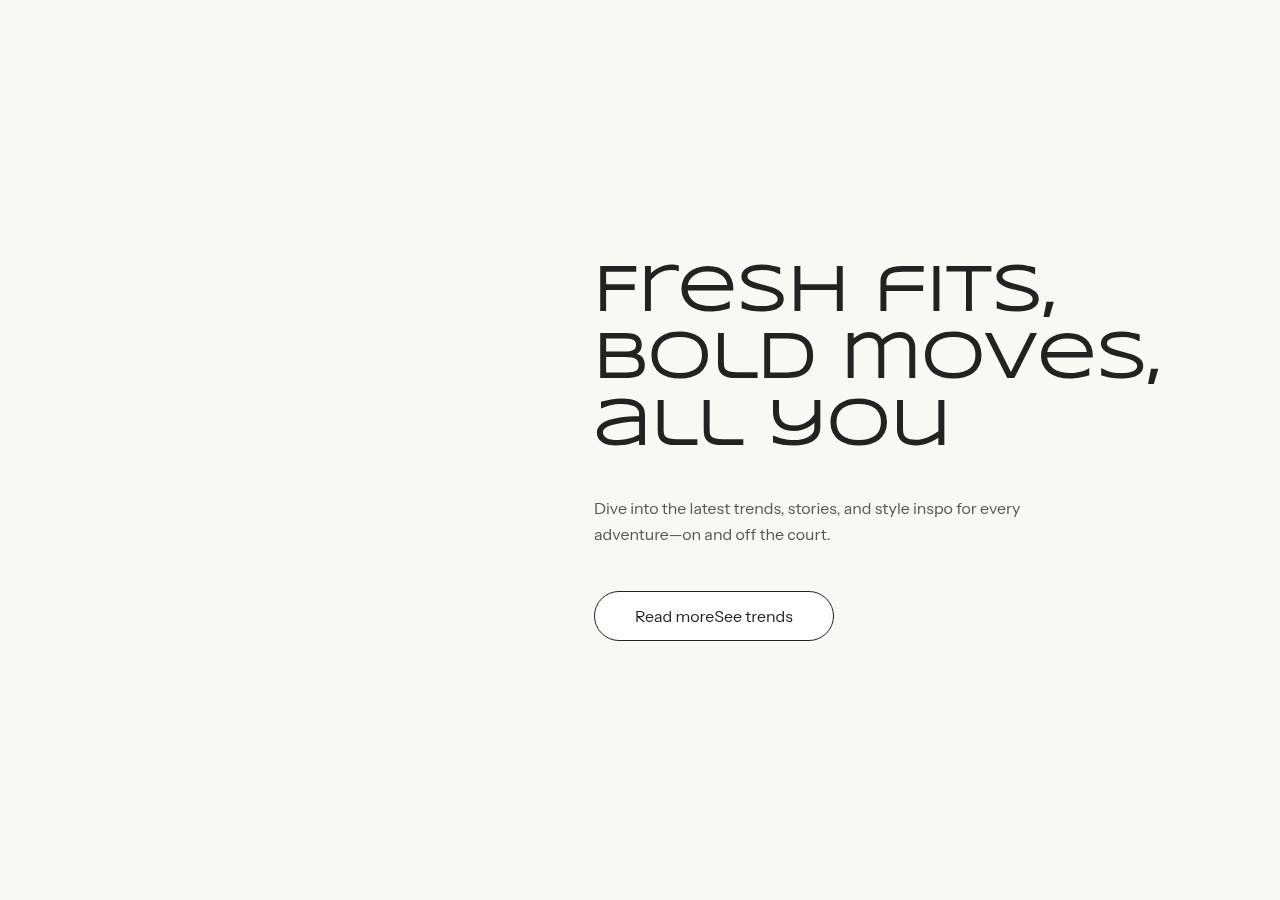 Fresh fits,
bold moves,
all you
Dive into the latest trends, stories, and style inspo for every
adventure—on and off the court.
Read moreSee trends